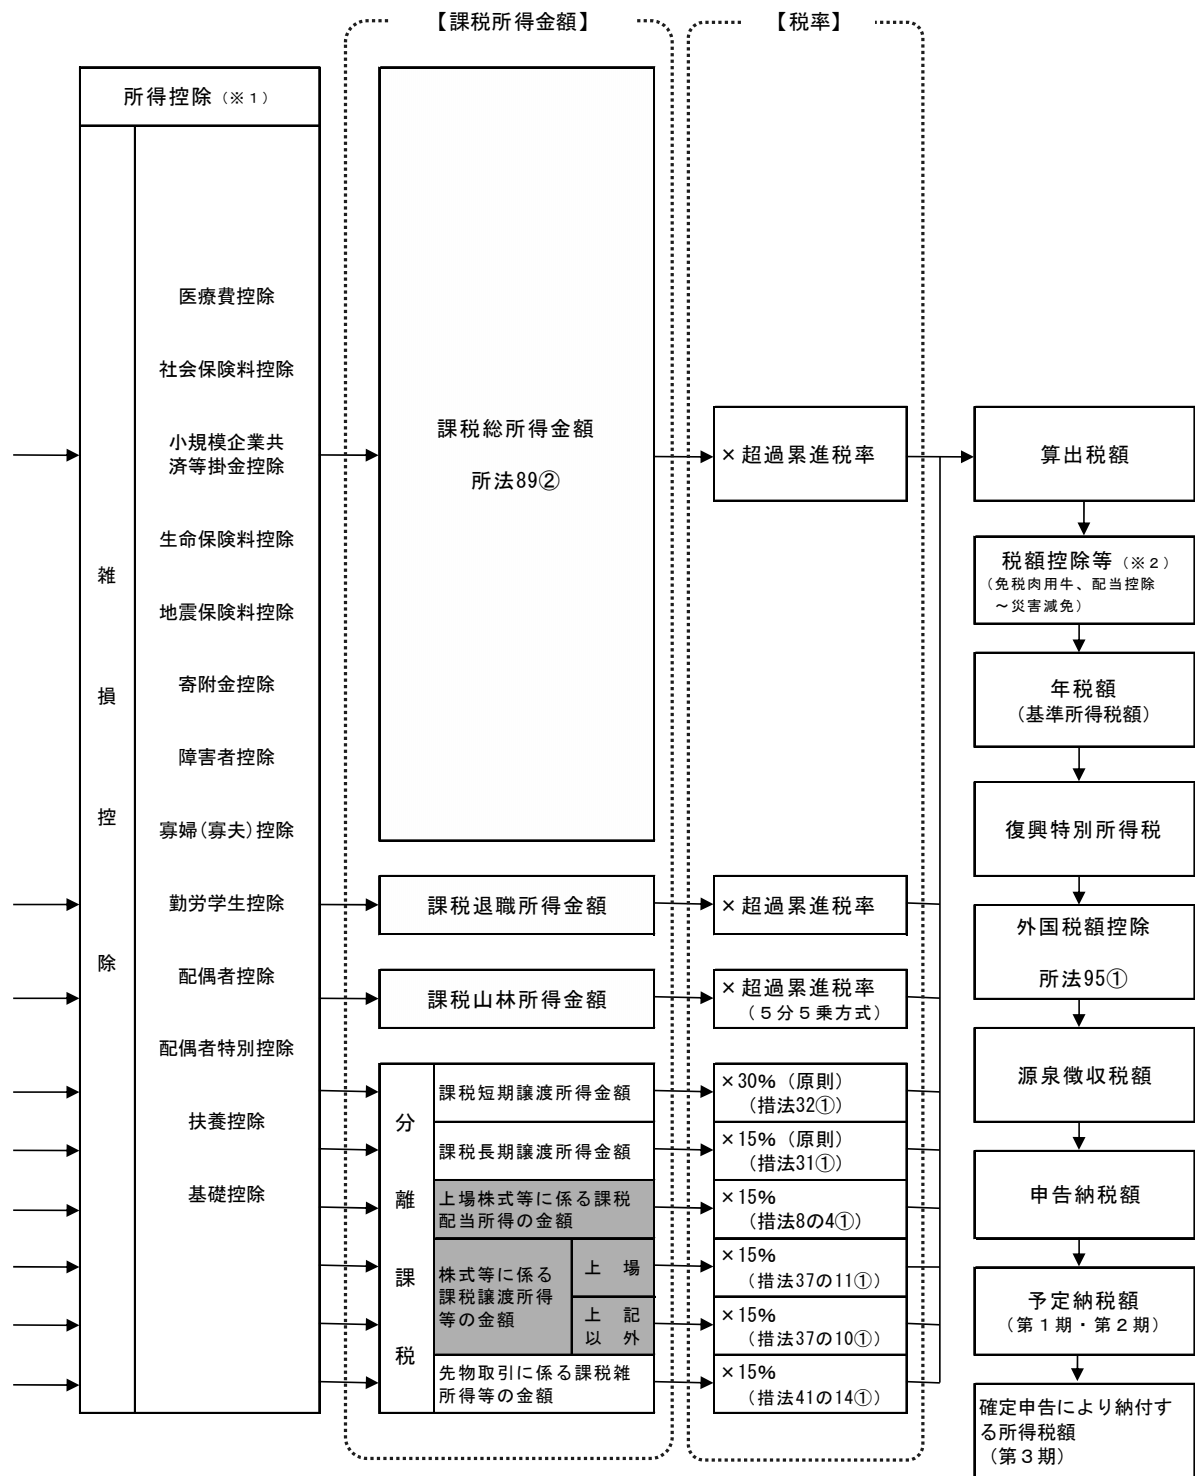 【課税所得金額】
【税率】
所得控除（※１）
雑損控除
医療費控除
社会保険料控除
小規模企業共
済等掛金控除
生命保険料控除
地震保険料控除
寄附金控除
障害者控除
寡婦(寡夫)控除
勤労学生控除
配偶者控除
配偶者特別控除
扶養控除
基礎控除
課税総所得金額
所法89②
課税退職所得金額
課税山林所得金額
分離課税
課税短期譲渡所得金額
課税長期譲渡所得金額
上場株式等に係る課税
配当所得の金額
株式等に係る
課税譲渡所得
等の金額
上　場
上　記
以　外
先物取引に係る課税雑
所得等の金額
×超過累進税率
×超過累進税率
×超過累進税率
（５分５乗方式）
×30%（原則）
（措法32①）
×15%（原則）
（措法31①）
×15%
（措法8の4①）
×15%
（措法37の11①）
×15%
（措法37の10①）
×15%
（措法41の14①）
算出税額
税額控除等（※２）
（免税肉用牛、配当控除
～災害減免）
年税額
（基準所得税額）
復興特別所得税
外国税額控除
所法95①
源泉徴収税額
申告納税額
予定納税額
（第１期・第２期）
確定申告により納付す
る所得税額
（第３期）